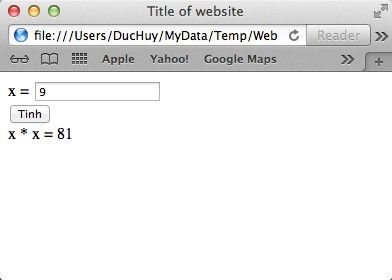 Title of website
file:///Users/DucHuy/MyData/Temp/Web
Reader
Apple Yahoo! Google Maps
x = 9
Tinh
x * x = 81